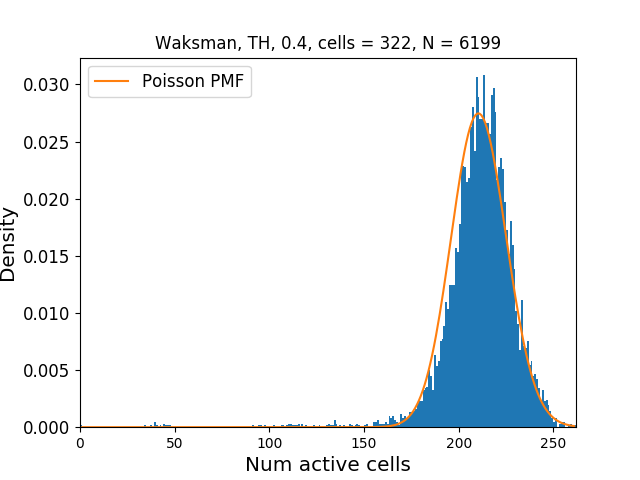 Waksman, TH, 0.4, cells = 322, N = 6199
Poisson PMF
0.030
0.025
0.020
0.015
0.010
0.005
0.000
Density
0 50 100 150 200 250
Num active cells